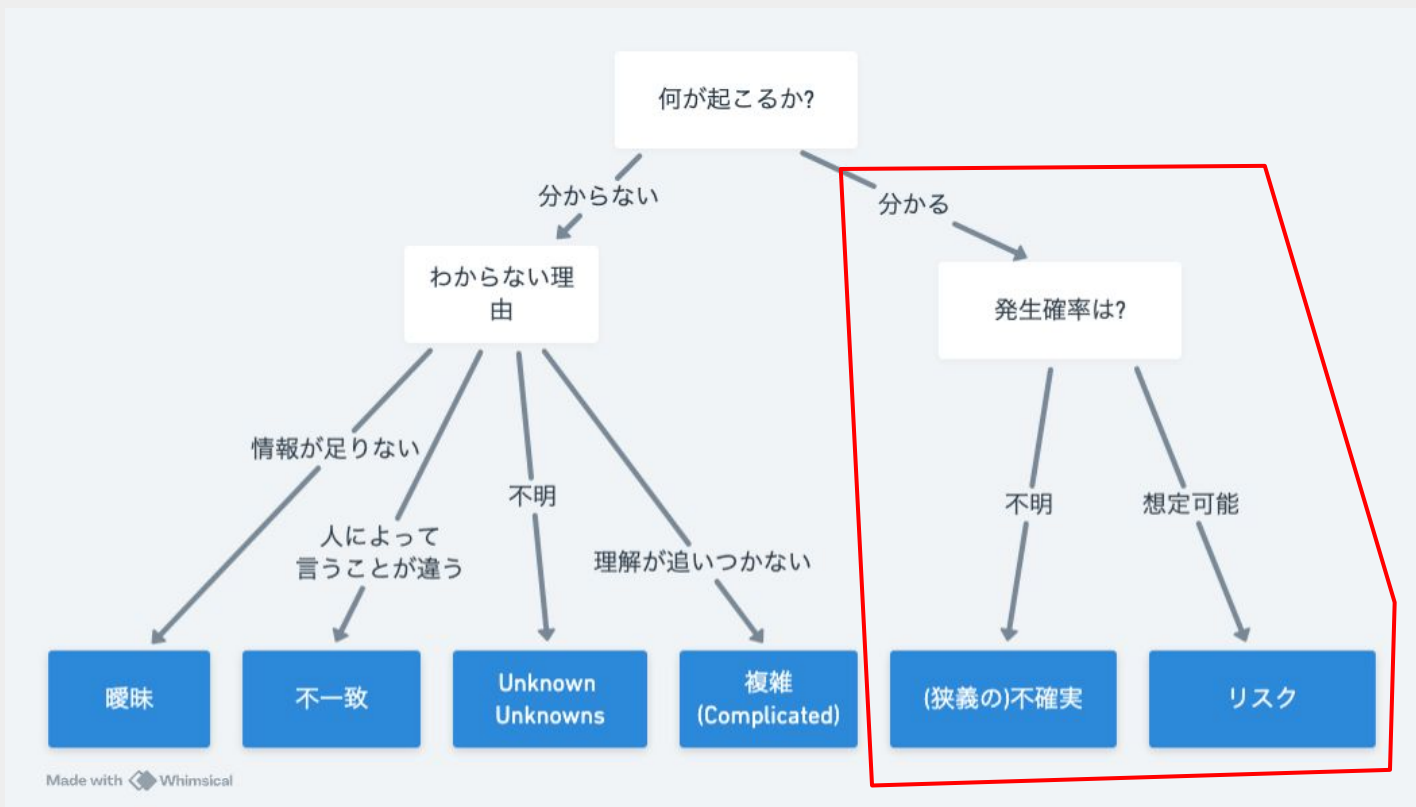 何が起こるか?
分からない
分かる
わからない理
由
発生確率は?
情報が足りない
人によって
言うことが違う
不明
理解が追いつかない
不明
想定可能
曖昧
不一致
Unknown
Unknowns
複雑
(Complicated)
(狭義の)不確実
リスク
Made with Whimsical